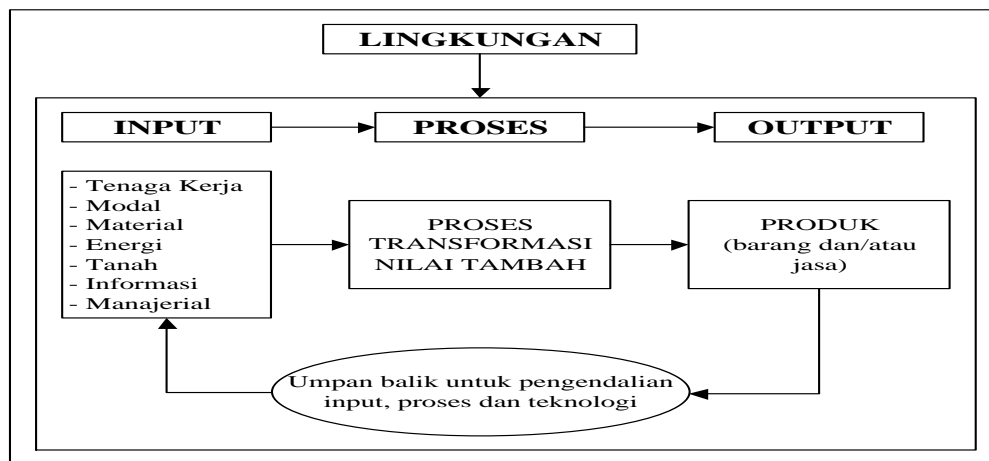 LINGKUNGAN
INPUT
PROSES
OUTPUT
- Tenaga Kerja
- Modal
- Material
- Energi
- Tanah
- Informasi
- Manajerial
PROSES
TRANSFORMASI
NILAI TAMBAH
PRODUK
(barang dan/atau
jasa)
Umpan balik untuk pengendalian
input, proses dan teknologi